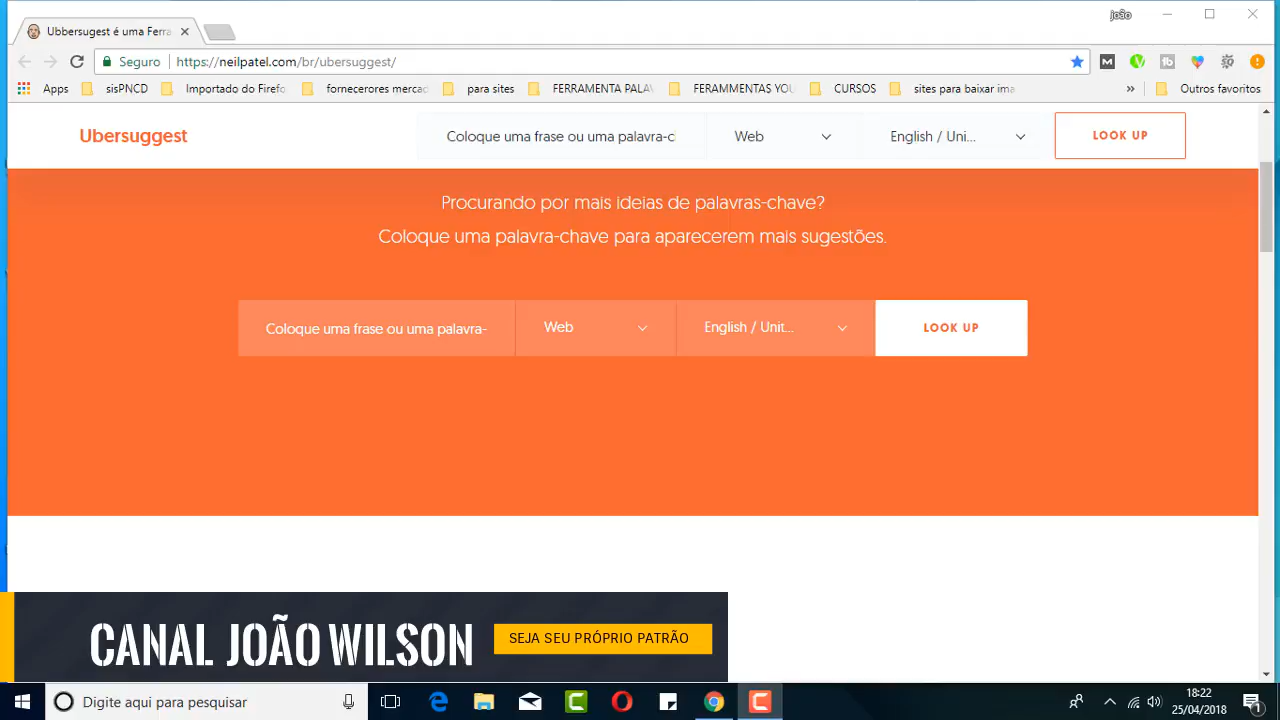 joão
Ubbersugest é uma Ferra
Seguro
https://neilpatel.com/br/ubersuggest/
Apps
sisPNCD
Importado do Firefo
fornecerores mercac
para sites
FERRAMENTA PALAV
FERAMMENTAS YOU
CURSOS
sites para baixar ima
»
Outros favoritos
Ubersuggest
Coloque uma frase ou uma palavra-c
Web
English / Uni...
LOOK UP
Procurando por mais ideias de palavras-chave?
Coloque uma palavra-chave para aparecerem mais sugestões.
Coloque uma frase ou uma palavra-
Web
English / Unit...
LOOK UP
CANAL JOÃO WILSON
SEJA SEU PRÓPRIO PATRÃO
Digite aqui para pesquisar
18:22
25/04/2018
1